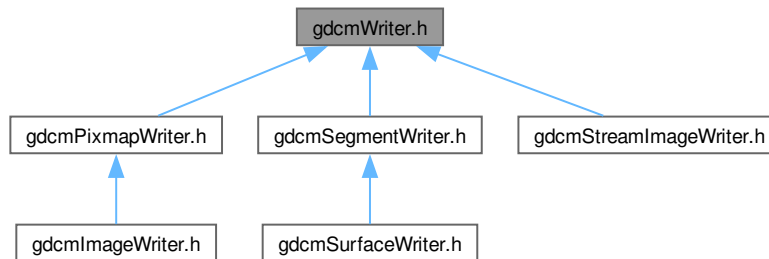 gdcmWriter.h
gdcmPixmapWriter.h
gdcmSegmentWriter.h
gdcmStreamImageWriter.h
gdcmImageWriter.h
gdcmSurfaceWriter.h